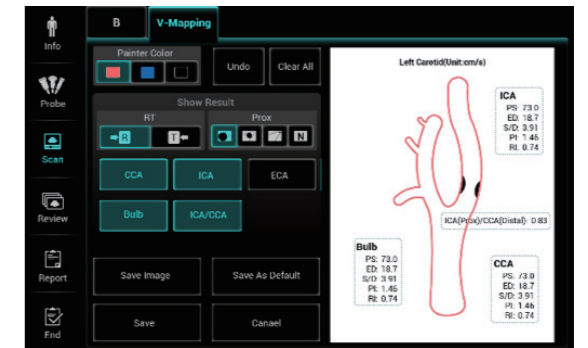 Info
Probe
Scan
Review
Report
End
B
V-Mapping
Painter Color
Undo
Clear All
Show Result
RT
Prox
R
T
N
CCA
ICA
ECA
Bulb
ICA/CCA
Save Image
Save As Default
Save
Canael
Left Carotid(Unit:cm/s)
ICA
PS: 73.0
ED: 18.7
S/D: 3.91
PI: 1.46
RI: 0.74
ICA(Prox)/CCA(Distal): 0.83
Bulb
PS: 73.0
ED: 18.7
S/D: 3.91
PI: 1.46
RI: 0.74
CCA
PS: 73.0
ED: 18.7
S/D: 3.91
PI: 1.46
RI: 0.74